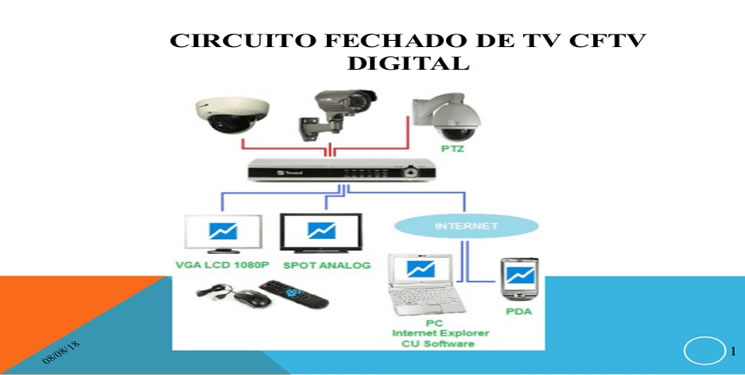 CIRCUITO FECHADO DE TV CFTV
DIGITAL
PTZ
INTERNET
VGA LCD 1080P
SPOT ANALOG
PDA
PC
Internet Explorer
CU Software
08/08/18
1